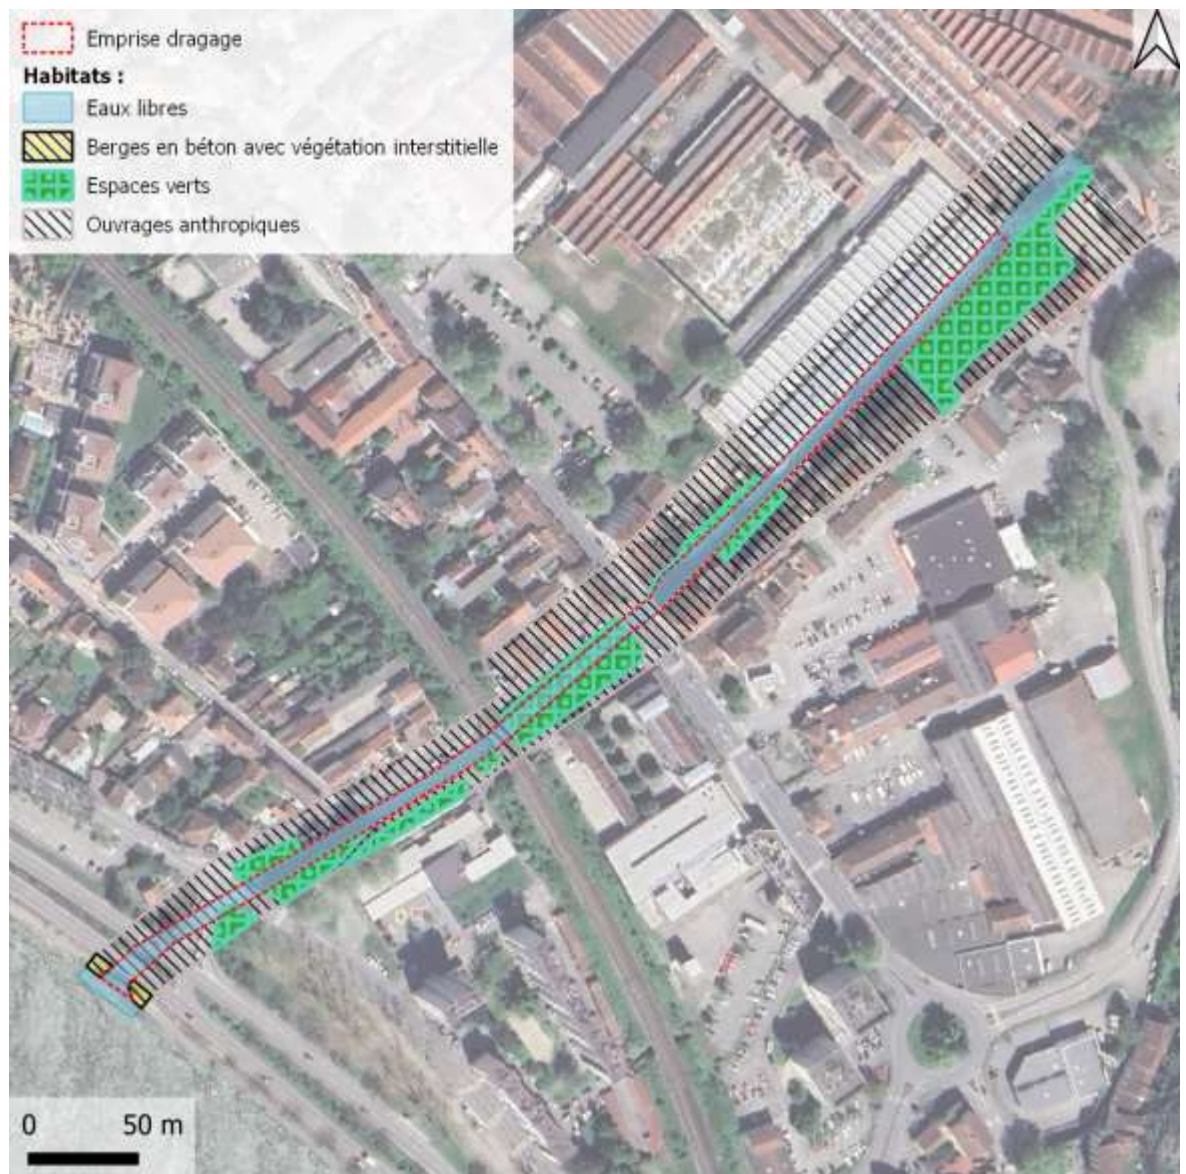 Emprise dragage
Habitats :
Eaux libres
Berges en béton avec végétation interstitielle
Espaces verts
Ouvrages anthropiques
0 50 m